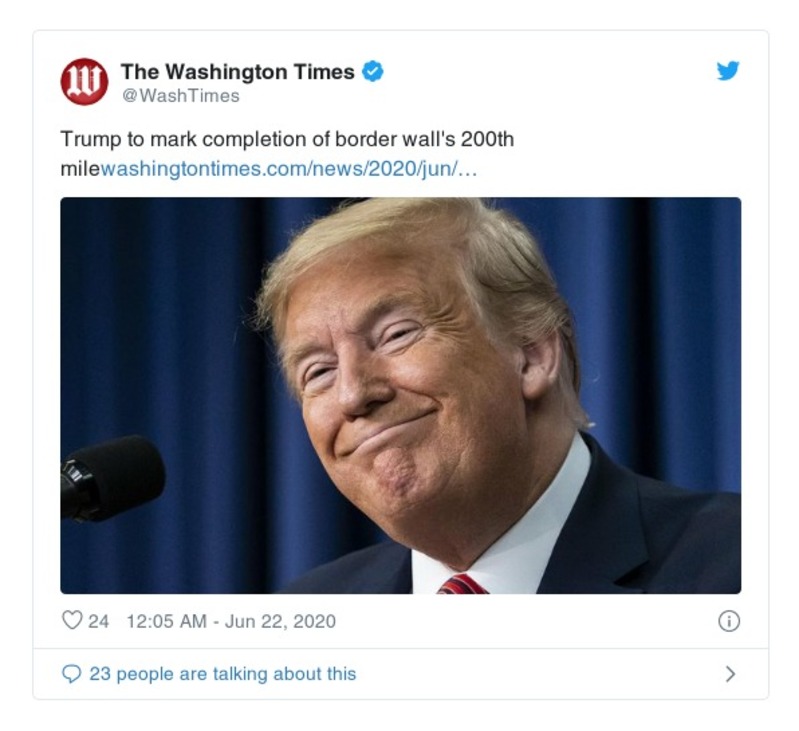 The Washington Times
@WashTimes
Trump to mark completion of border wall's 200th
milewashingtontimes.com/news/2020/jun/…
24 12:05 AM - Jun 22, 2020
23 people are talking about this